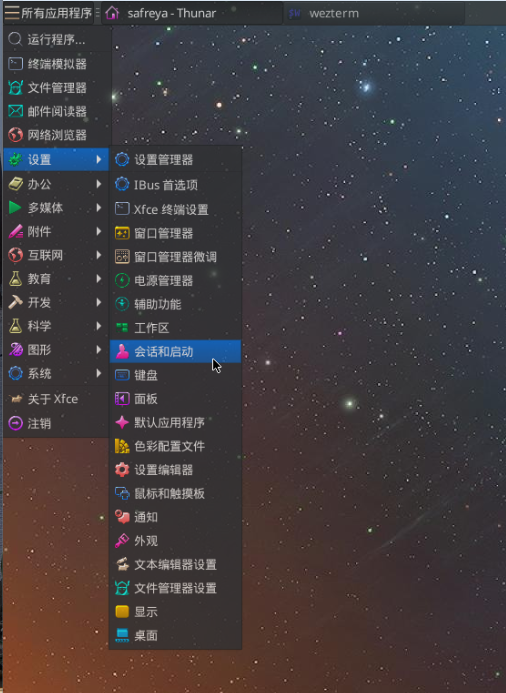 所有应用程序
safreya - Thunar
wezterm
运行程序...
终端模拟器
文件管理器
邮件阅读器
网络浏览器
设置
办公
多媒体
附件
互联网
教育
开发
科学
图形
系统
关于 Xfce
注销
设置管理器
IBus 首选项
Xfce 终端设置
窗口管理器
窗口管理器微调
电源管理器
辅助功能
工作区
会话和启动
键盘
面板
默认应用程序
色彩配置文件
设置编辑器
鼠标和触摸板
通知
外观
文本编辑器设置
文件管理器设置
显示
桌面